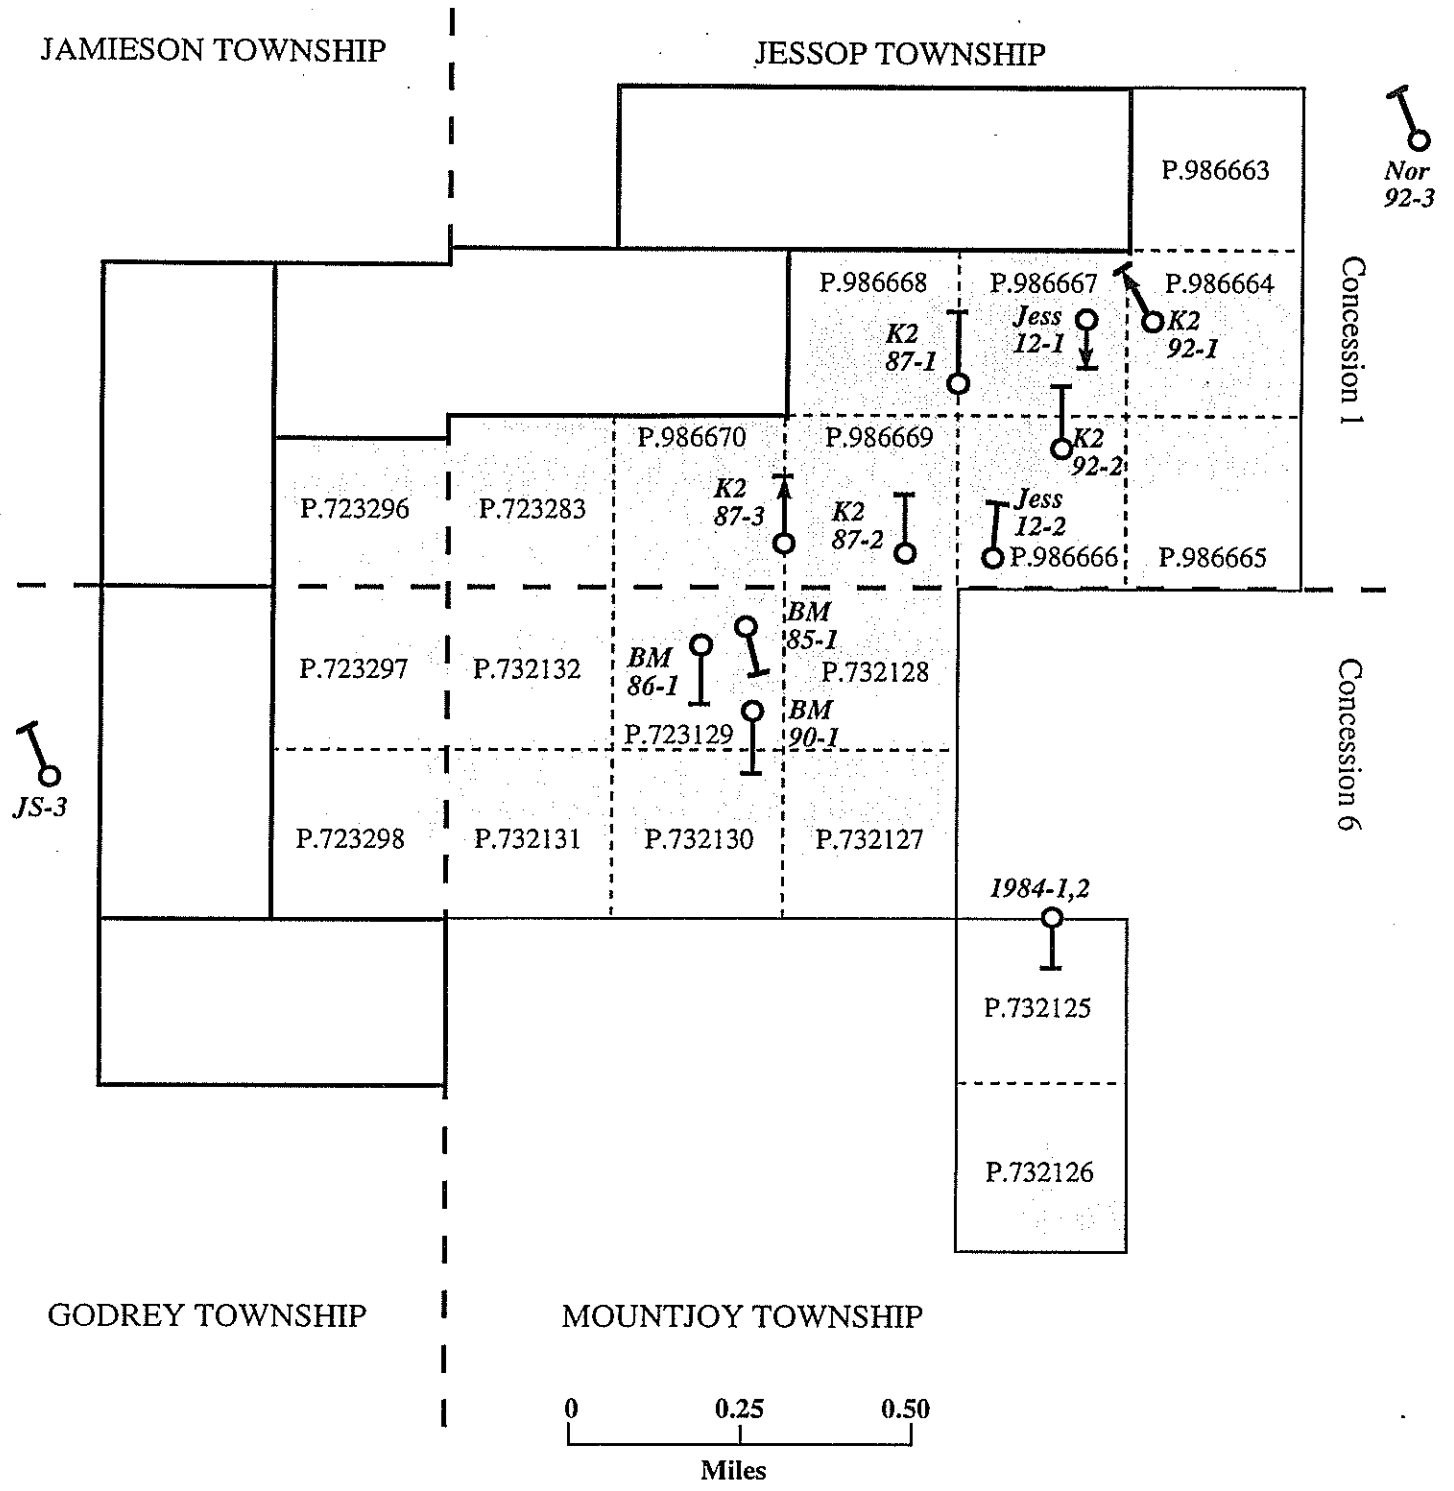 JAMIESON TOWNSHIP
JESSOP TOWNSHIP
P.986663
Nor
92-3
P.986668
P.986667
P.986664
K2
87-1
Jess
12-1
K2
92-1
Concession 1
P.986670
P.986669
K2
92-2
P.723296
P.723283
K2
87-3
K2
87-2
Jess
12-2
P.986666
P.986665
BM
85-1
BM
86-1
P.723297
P.732132
P.732128
BM
90-1
P.723129
Concession 6
JS-3
P.723298
P.732131
P.732130
P.732127
1984-1,2
P.732125
P.732126
GODREY TOWNSHIP
MOUNTJOY TOWNSHIP
0 0.25 0.50
Miles